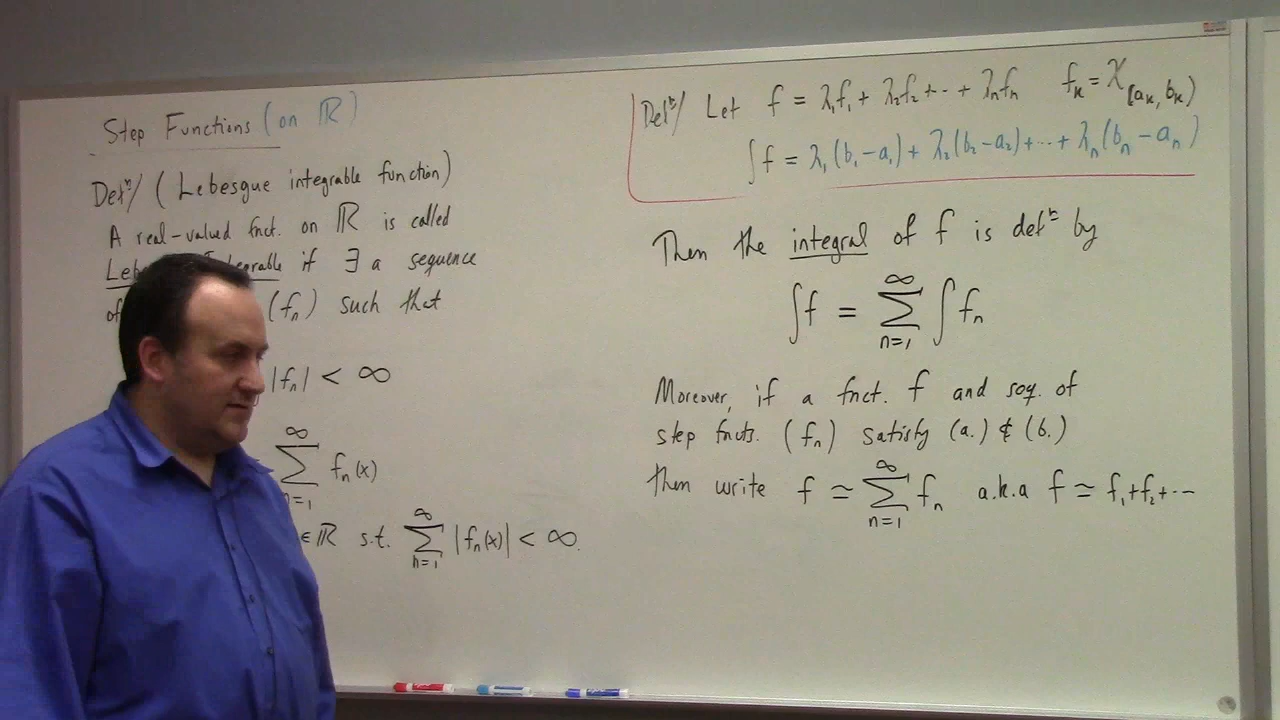 Step Functions (on ℝ)
Defⁿ/ (Lebesgue integrable function)
A real-valued fnct. on ℝ is called
Integrable if ∃ a sequence
(fₙ) such that
|fₙ| < ∞
∑_{n=1}^{∞} fₙ(x)
∈ ℝ s.t. ∑_{n=1}^{∞} |fₙ(x)| < ∞.
Defⁿ/ Let f = λ₁f₁ + λ₂f₂ + ⋯ + λₙfₙ fₖ = χ_{[aₖ, bₖ)}
∫f = λ₁(b₁ - a₁) + λ₂(b₂ - a₂) + ⋯ + λₙ(bₙ - aₙ)
Then the integral of f is defⁿ by
∫f = ∑_{n=1}^{∞} ∫fₙ
Moreover, if a fnct. f and seq. of
step fncts. (fₙ) satisfy (a.) & (b.)
then write f ≃ ∑_{n=1}^{∞} fₙ a.k.a f ≃ f₁+f₂+⋯